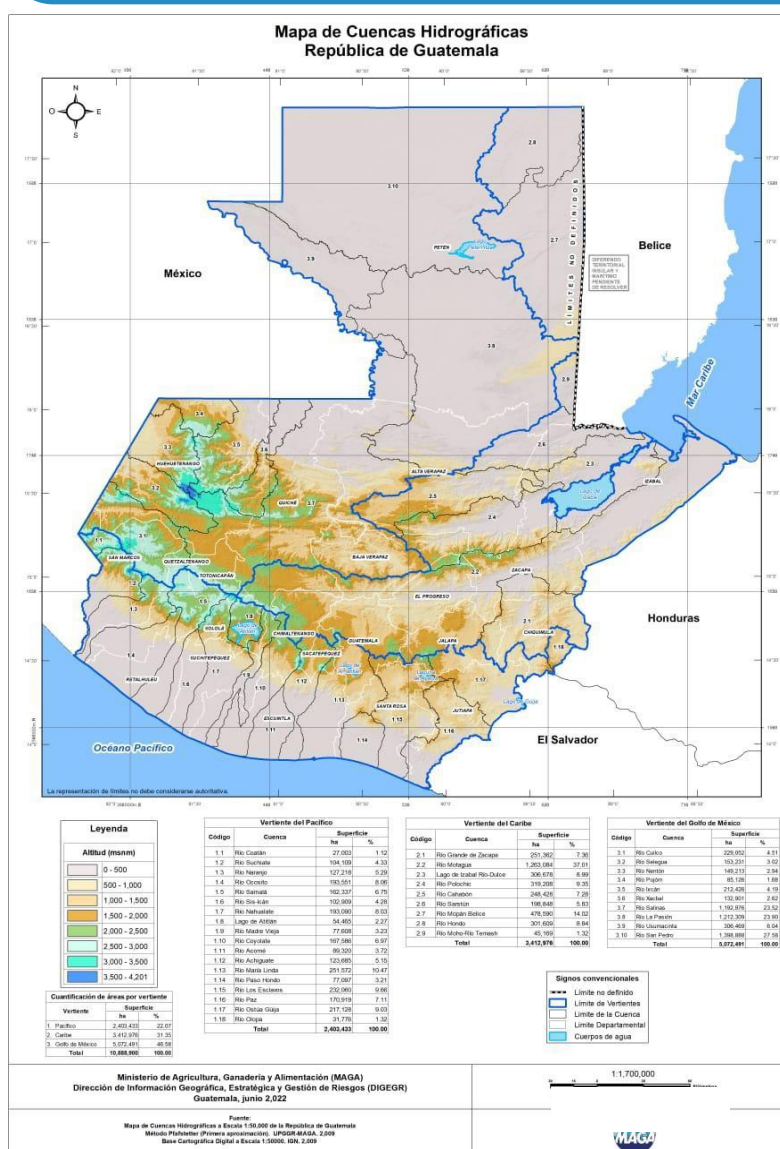 Mapa de Cuencas Hidrográficas
República de Guatemala
N
O
E
S
México
Belice
Honduras
El Salvador
Mar Caribe
Océano Pacífico
LIMITES NO DEFINIDOS
DIFERENDO
TERRITORIAL
INSULAR Y
MARÍTIMO
PENDIENTE
DE RESOLVER
PETÉN
HUEHUETENANGO
QUICHÉ
ALTA VERAPAZ
IZABAL
Lago de Izabal
BAJA VERAPAZ
SAN MARCOS
QUETZALTENANGO
TOTONICAPÁN
ZACAPA
EL PROGRESO
SOLOLÁ
CHIMALTENANGO
GUATEMALA
JALAPA
CHIQUIMULA
SACATEPÉQUEZ
SUCHITEPÉQUEZ
RETALHULEU
ESCUINTLA
SANTA ROSA
JUTIAPA
La representación de límites no debe considerarse autoritativa.
Leyenda
Altitud (msnm)
0 - 500
500 - 1,000
1,000 - 1,500
1,500 - 2,000
2,000 - 2,500
2,500 - 3,000
3,000 - 3,500
3,500 - 4,201
Cuantificación de áreas por vertiente
Vertiente Superficie
ha %
1. Pacífico 2,403,433 22.07
2. Caribe 3,412,976 31.35
3. Golfo de México 5,072,491 46.58
Total 10,888,900 100.00
Vertiente del Pacífico
Código Cuenca Superficie
ha %
1.1 Río Coatán 27,003 1.12
1.2 Río Suchiate 104,109 4.33
1.3 Río Naranjo 127,218 5.29
1.4 Río Ocosito 193,551 8.06
1.5 Río Samalá 162,337 6.75
1.6 Río Sis-Icán 102,909 4.28
1.7 Río Nahualate 193,090 8.03
1.8 Lago de Atitlán 54,465 2.27
1.9 Río Madre Vieja 77,608 3.23
1.10 Río Coyolate 167,586 6.97
1.11 Río Acomé 89,320 3.72
1.12 Río Achiguate 123,685 5.15
1.13 Río María Linda 251,572 10.47
1.14 Río Paso Hondo 77,097 3.21
1.15 Río Los Esclavos 232,060 9.66
1.16 Río Paz 170,919 7.11
1.17 Río Ostúa Güija 217,128 9.03
1.18 Río Olopa 31,776 1.32
Total 2,403,433 100.00
Vertiente del Caribe
Código Cuenca Superficie
ha %
2.1 Río Grande de Zacapa 251,362 7.36
2.2 Río Motagua 1,263,084 37.01
2.3 Lago de Izabal Río-Dulce 306,678 8.99
2.4 Río Polochic 319,208 9.35
2.5 Río Cahabón 248,428 7.28
2.6 Río Sarstún 198,848 5.83
2.7 Río Mopán Belice 478,590 14.02
2.8 Río Hondo 301,609 8.84
2.9 Río Moho-Río Temash 45,169 1.32
Total 3,412,976 100.00
Vertiente del Golfo de México
Código Cuenca Superficie
ha %
3.1 Río Cuilco 229,052 4.51
3.2 Río Selegua 153,231 3.02
3.3 Río Nentón 149,213 2.94
3.4 Río Pojóm 85,126 1.68
3.5 Río Ixcán 212,428 4.19
3.6 Río Xaclbal 132,901 2.62
3.7 Río Salinas 1,192,976 23.52
3.8 Río La Pasión 1,212,309 23.90
3.9 Río Usumacinta 306,469 6.04
3.10 Río San Pedro 1,398,888 27.58
Total 5,072,491 100.00
Signos convencionales
Límite no definido
Límite de Vertientes
Límite de la Cuenca
Límite Departamental
Cuerpos de agua
Ministerio de Agricultura, Ganadería y Alimentación (MAGA)
Dirección de Información Geográfica, Estratégica y Gestión de Riesgos (DIGEGR)
Guatemala, junio 2,022
Fuente:
Mapa de Cuencas Hidrográficas a Escala 1:50,000 de la República de Guatemala
Método Pfafstetter (Primera aproximación). UPGGR-MAGA. 2,009
Base Cartográfica Digital a Escala 1:50000. IGN. 2,009
1:1,700,000
MAGA